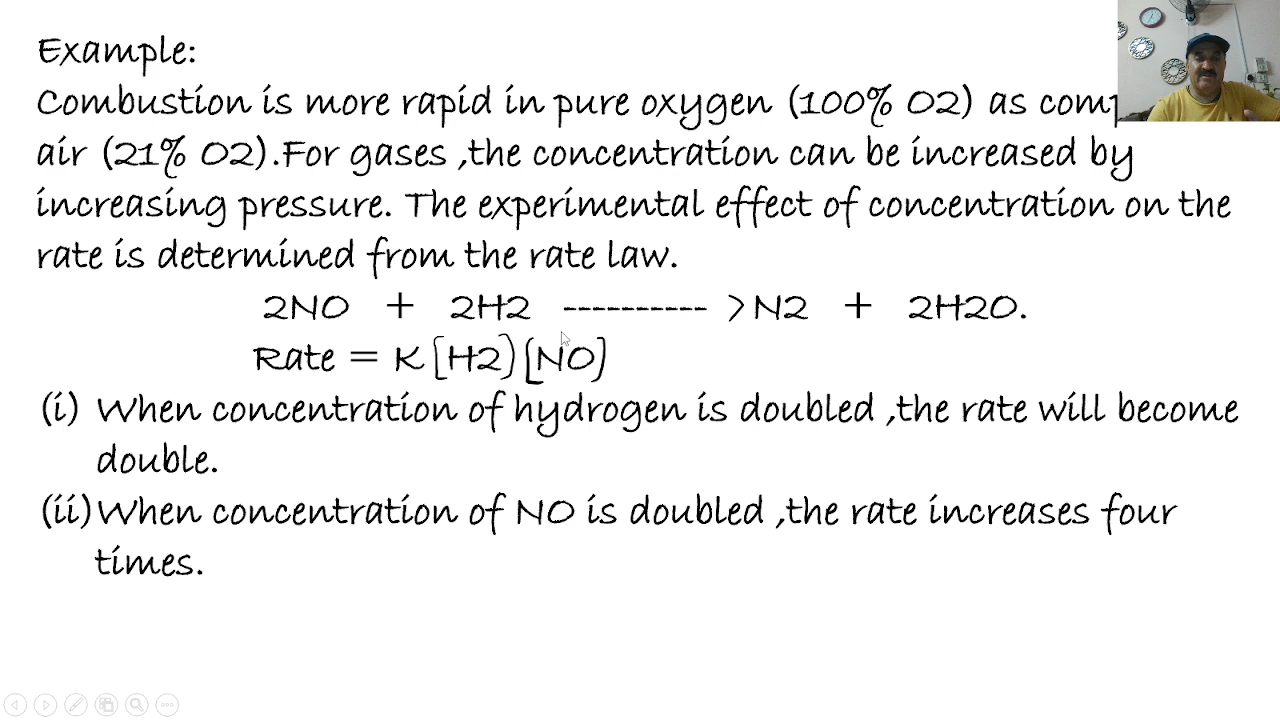 Example:
Combustion is more rapid in pure oxygen (100% O2) as
air (21% O2).For gases ,the concentration can be increased by
increasing pressure. The experimental effect of concentration on the
rate is determined from the rate law.
2NO + 2H2 ---------- >N2 + 2H2O.
Rate = K[H2)[NO]
(i) When concentration of hydrogen is doubled ,the rate will become
double.
(ii)When concentration of NO is doubled ,the rate increases four
times.